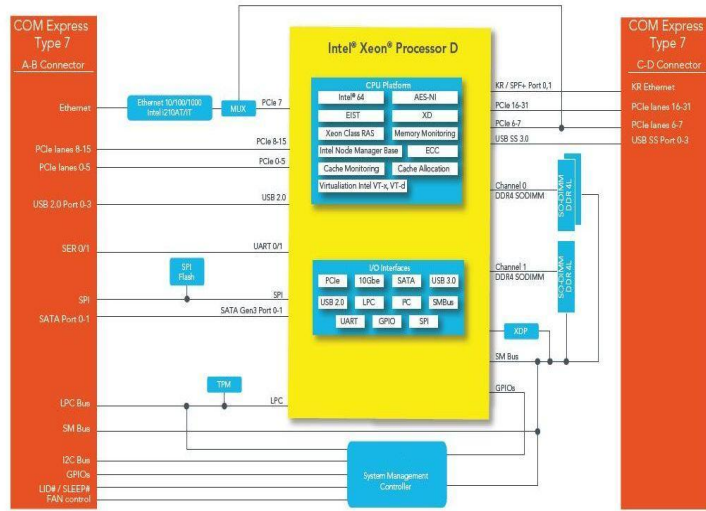 COM Express
Type 7
A-B Connector
Ethernet
PCIe lanes 8-15
PCIe lanes 0-5
USB 2.0 Port 0-3
SER 0/1
SPI
SATA Port 0-1
LPC Bus
SM Bus
I2C Bus
GPIOs
LID# / SLEEP#
FAN control
Ethernet 10/100/1000
Intel i210AT/IT
MUX
PCIe 7
PCIe 8-15
PCIe 0-5
USB 2.0
UART 0/1
SPI
Flash
SPI
SATA Gen3 Port 0-1
TPM
LPC
Intel® Xeon® Processor D
CPU Platform
Intel® 64
AES-NI
EIST
XD
Xeon Class RAS
Memory Monitoring
Intel Node Manager Base
ECC
Cache Monitoring
Cache Allocation
Virtualiation Intel VT-x, VT-d
I/O Interfaces
PCIe
10Gbe
SATA
USB 3.0
USB 2.0
LPC
I²C
SMBus
UART
GPIO
SPI
System Management
Controller
KR / SPF+ Port 0,1
PCIe 16-31
PCIe 6-7
USB SS 3.0
Channel 0
DDR4 SODIMM
SO-DIMM
DDR 4L
Channel 1
DDR4 SODIMM
SO-DIMM
DDR 4L
XDP
SM Bus
GPIOs
COM Express
Type 7
C-D Connector
KR Ethernet
PCIe lanes 16-31
PCIe lanes 6-7
USB SS Port 0-3